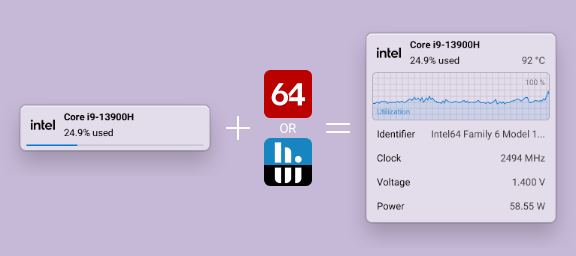 intel
Core i9-13900H
24.9% used
64
OR
intel
Core i9-13900H
24.9% used
92 °C
100 %
Utilization
Identifier
Intel64 Family 6 Model 1...
Clock
2494 MHz
Voltage
1.400 V
Power
58.55 W